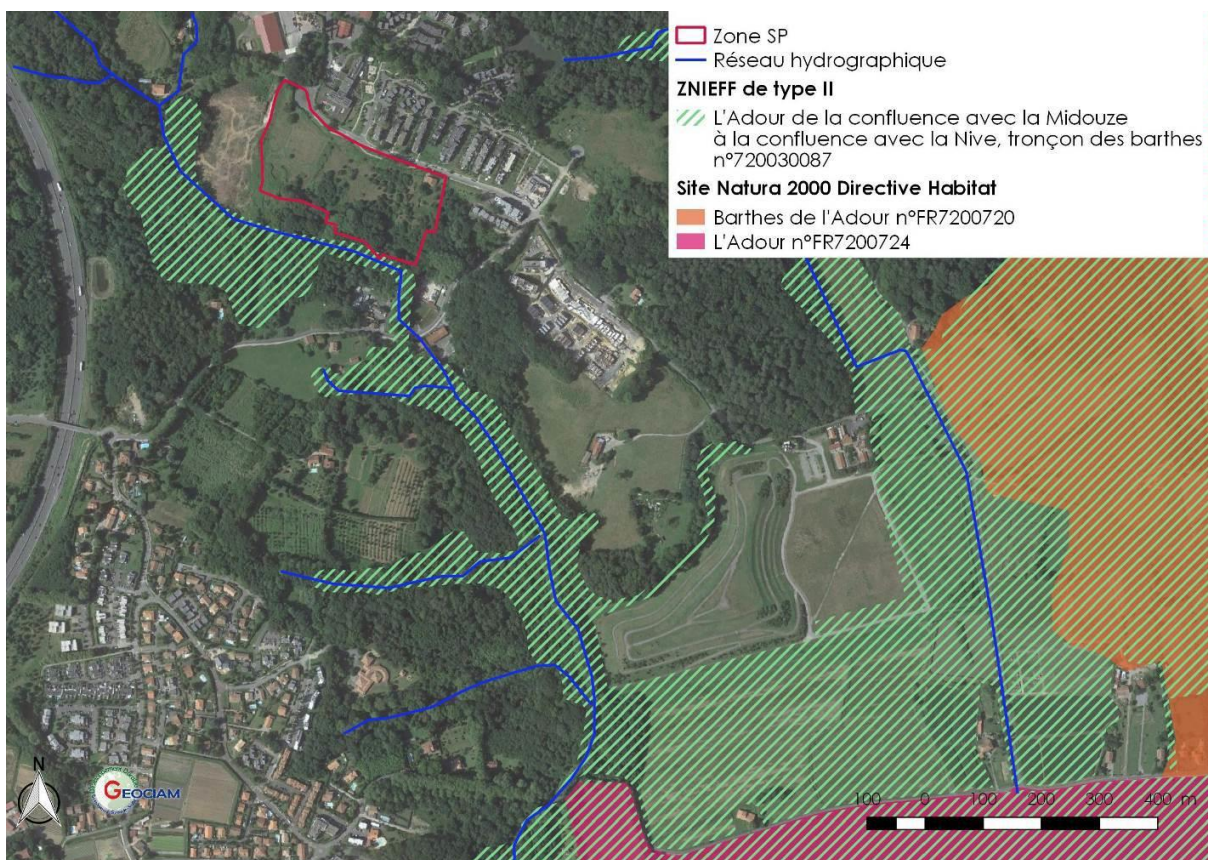 Zone SP
Réseau hydrographique
ZNIEFF de type II
L'Adour de la confluence avec la Midouze
à la confluence avec la Nive, tronçon des barthes
n°720030087
Site Natura 2000 Directive Habitat
Barthes de l'Adour n°FR7200720
L'Adour n°FR7200724
N
GEOCIAM
100 0 100 200 300 400 m